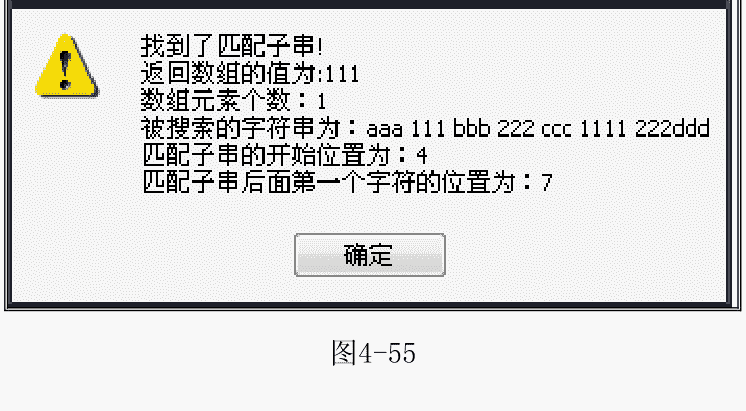 找到了匹配子串!
返回数组的值为:111
数组元素个数：1
被搜索的字符串为：aaa 111 bbb 222 ccc 1111 222ddd
匹配子串的开始位置为：4
匹配子串后面第一个字符的位置为：7
确定
图4-55